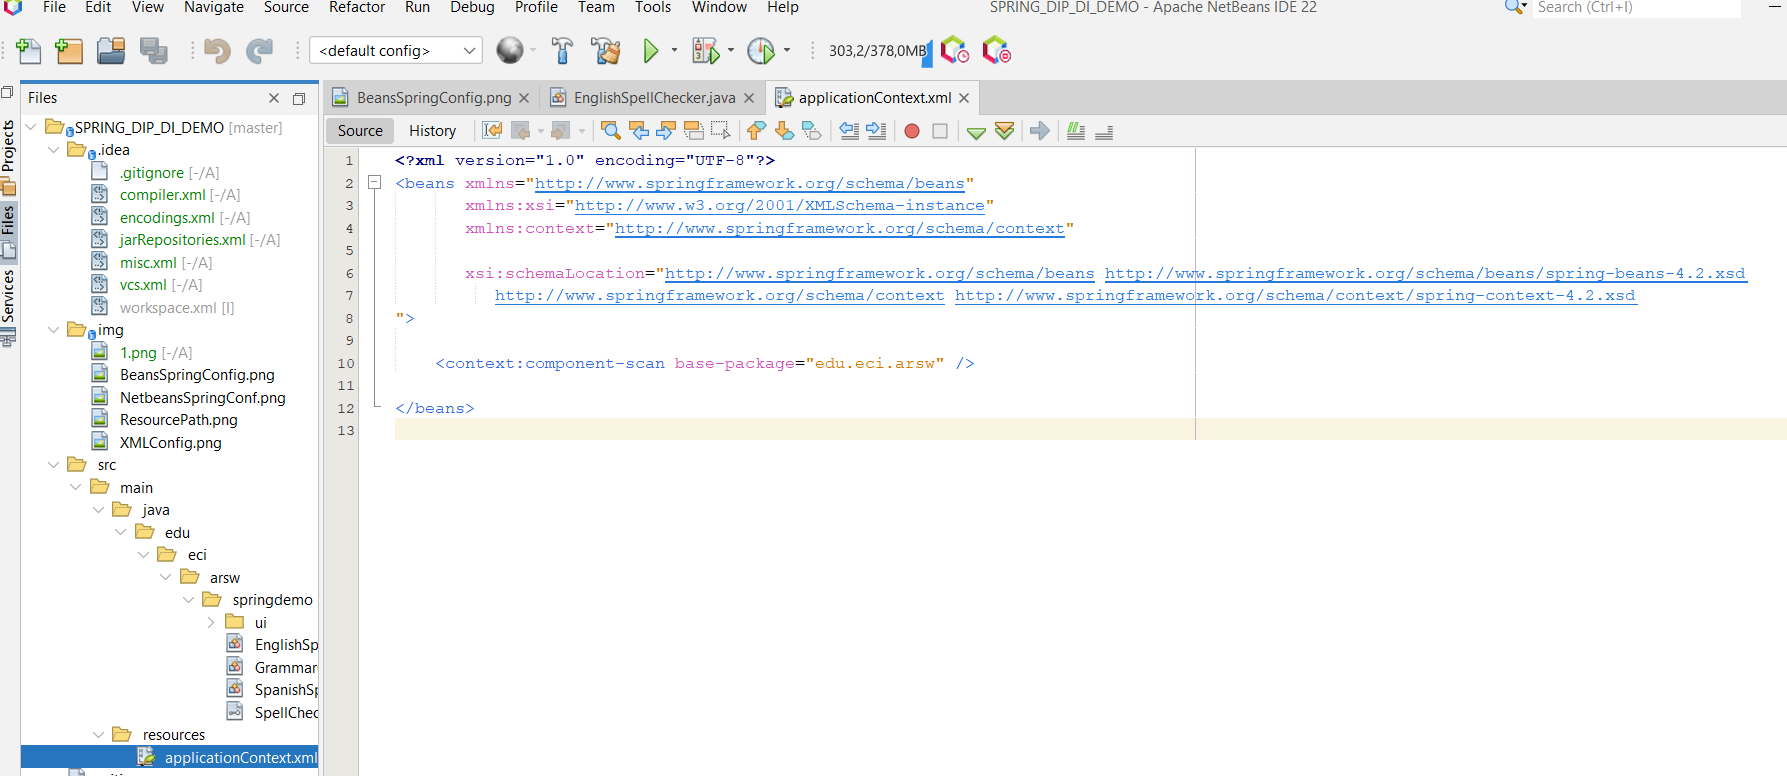 File Edit View Navigate Source Refactor Run Debug Profile Team Tools Window Help
SPRING_DIP_DI_DEMO - Apache NetBeans IDE 22
Search (Ctrl+I)
<default config>
303,2/378,0MB
Projects
Files
Services
Files
SPRING_DIP_DI_DEMO [master]
.idea
.gitignore [-/A]
compiler.xml [-/A]
encodings.xml [-/A]
jarRepositories.xml [-/A]
misc.xml [-/A]
vcs.xml [-/A]
workspace.xml [I]
img
1.png [-/A]
BeansSpringConfig.png
NetbeansSpringConf.png
ResourcePath.png
XMLConfig.png
src
main
java
edu
eci
arsw
springdemo
ui
EnglishSp
Grammar
SpanishSp
SpellChec
resources
applicationContext.xml
BeansSpringConfig.png
EnglishSpellChecker.java
applicationContext.xml
Source History
1 <?xml version="1.0" encoding="UTF-8"?>
2 <beans xmlns="http://www.springframework.org/schema/beans"
3 xmlns:xsi="http://www.w3.org/2001/XMLSchema-instance"
4 xmlns:context="http://www.springframework.org/schema/context"
5
6 xsi:schemaLocation="http://www.springframework.org/schema/beans http://www.springframework.org/schema/beans/spring-beans-4.2.xsd
7 http://www.springframework.org/schema/context http://www.springframework.org/schema/context/spring-context-4.2.xsd
8 ">
9
10 <context:component-scan base-package="edu.eci.arsw" />
11
12 </beans>
13